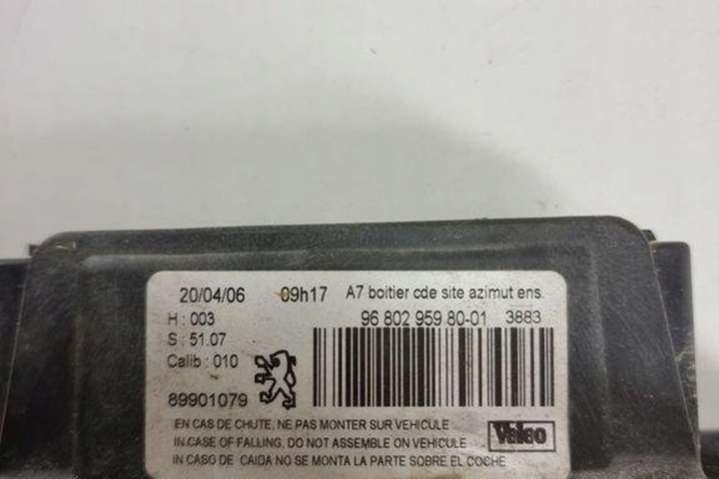 20/04/06 09h17 A7 boitier cde site azimut ens.
H : 003 96 802 959 80-01 3883
S : 51.07
Calib : 010
89901079
EN CAS DE CHUTE, NE PAS MONTER SUR VEHICULE
IN CASE OF FALLING, DO NOT ASSEMBLE ON VEHICULE
IN CASO DE CAIDA NO SE MONTA LA PARTE SOBRE EL COCHE
Valeo